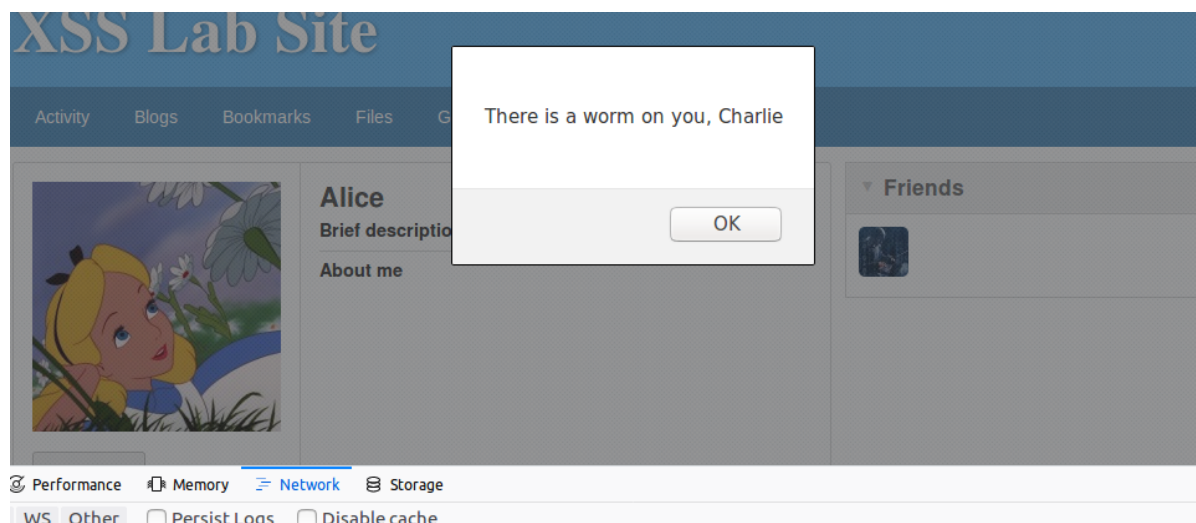 XSS Lab Site
Activity Blogs Bookmarks Files G
There is a worm on you, Charlie
OK
Alice
Brief descriptio
About me
▼ Friends
Performance Memory Network Storage
WS Other Persist Logs Disable cache